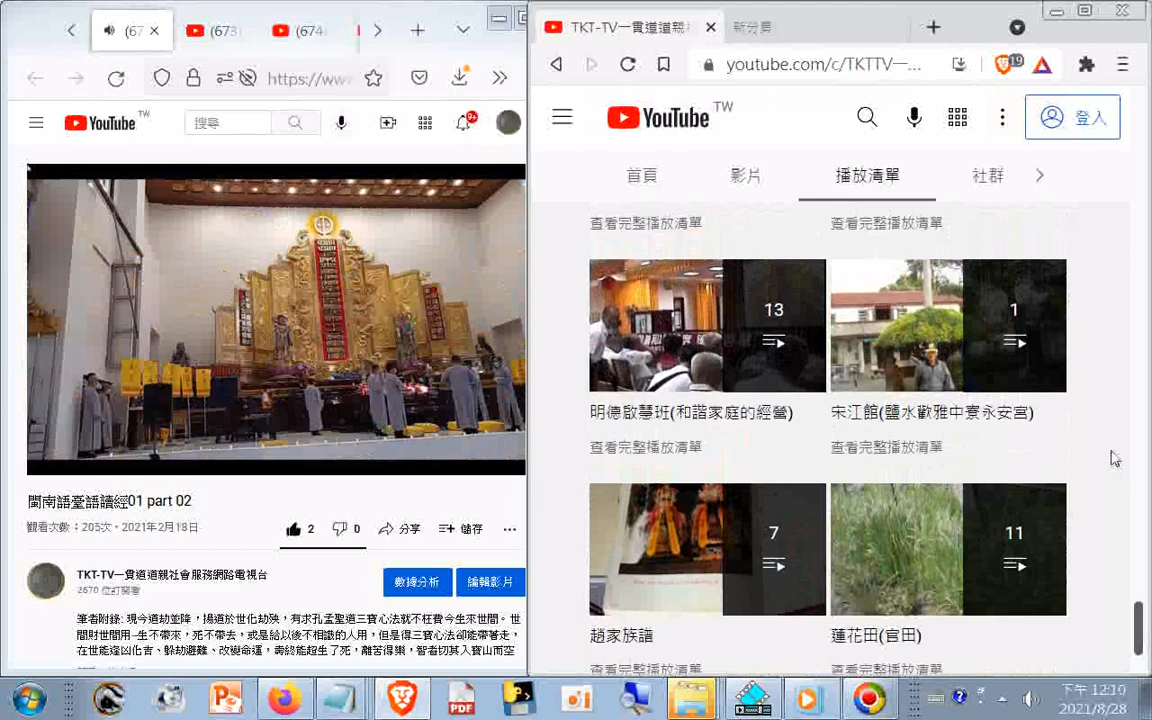 (67
(673
(674
https://www
TW
YouTube
搜尋
9+
閩南語臺語讀經01 part 02
觀看次數：205次・2021年2月18日
2
0
分享
儲存
TKT-TV一貫道道親社會服務網路電視台
2670 位訂閱者
數據分析
編輯影片
筆者附錄: 現今道劫並降，揚道於世化劫殃，有求孔孟聖道三寶心法就不枉費今生來世間。世
間財世間用─生不帶來，死不帶去，或是給以後不相識的人用，但是得三寶心法卻能帶著走，
在世能逢凶化吉、躲劫避難、改變命運，壽終能超生了死，離苦得樂，智者切莫入寶山而空
TKT-TV一貫道道親
新分頁
youtube.com/c/TKTTV一...
19
TW
YouTube
登入
首頁
影片
播放清單
社群
查看完整播放清單
查看完整播放清單
13
1
明德啟慧班(和諧家庭的經營)
宋江館(鹽水歡雅中寮永安宮)
查看完整播放清單
查看完整播放清單
7
11
趙家族譜
蓮花田(官田)
查看完整播放清單
查看完整播放清單
PDF
下午 12:10
2021/8/28